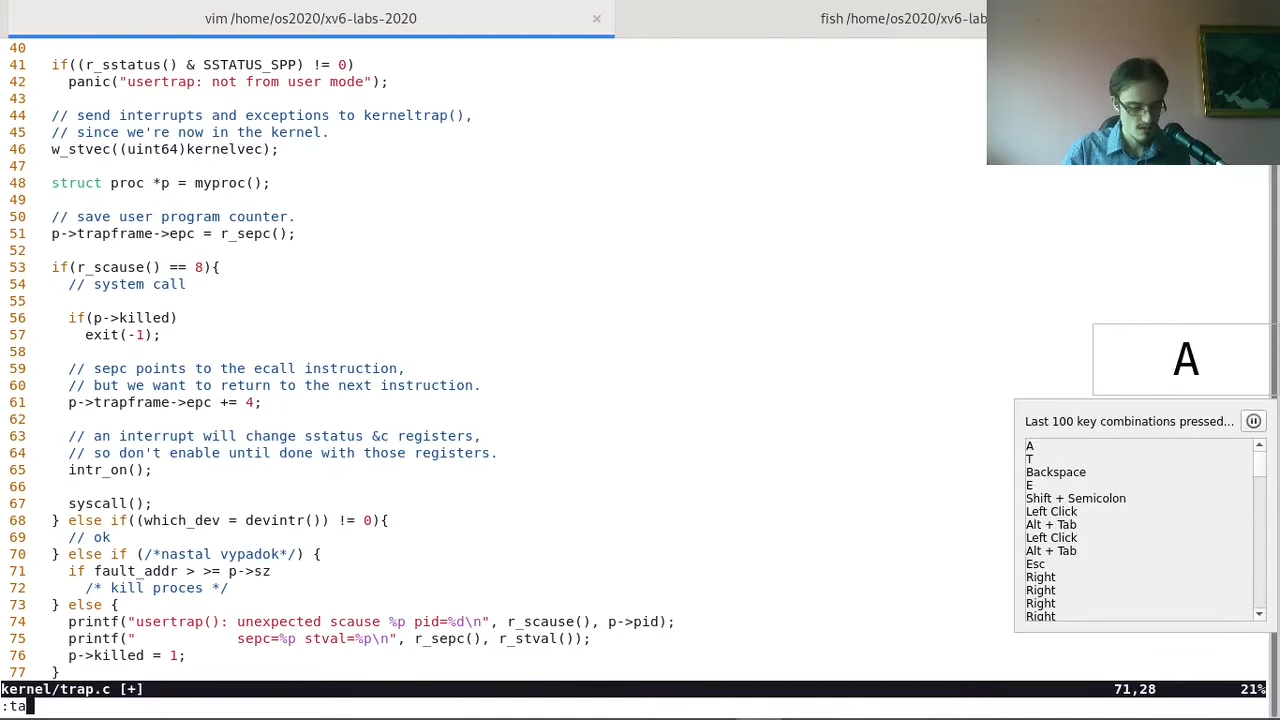 vim /home/os2020/xv6-labs-2020 ×
fish /home/os2020/xv6-lab
40
41 if((r_sstatus() & SSTATUS_SPP) != 0)
42 panic("usertrap: not from user mode");
43
44 // send interrupts and exceptions to kerneltrap(),
45 // since we're now in the kernel.
46 w_stvec((uint64)kernelvec);
47
48 struct proc *p = myproc();
49
50 // save user program counter.
51 p->trapframe->epc = r_sepc();
52
53 if(r_scause() == 8){
54 // system call
55
56 if(p->killed)
57 exit(-1);
58
59 // sepc points to the ecall instruction,
60 // but we want to return to the next instruction.
61 p->trapframe->epc += 4;
62
63 // an interrupt will change sstatus &c registers,
64 // so don't enable until done with those registers.
65 intr_on();
66
67 syscall();
68 } else if((which_dev = devintr()) != 0){
69 // ok
70 } else if (/*nastal vypadok*/) {
71 if fault_addr > >= p->sz
72 /* kill proces */
73 } else {
74 printf("usertrap(): unexpected scause %p pid=%d\n", r_scause(), p->pid);
75 printf("            sepc=%p stval=%p\n", r_sepc(), r_stval());
76 p->killed = 1;
77 }
kernel/trap.c [+] 71,28 21%
:ta
A
Last 100 key combinations pressed...
A
T
Backspace
E
Shift + Semicolon
Left Click
Alt + Tab
Left Click
Alt + Tab
Esc
Right
Right
Right
Right